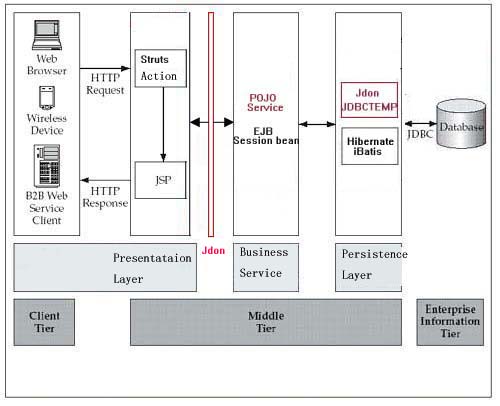 Web
Browser
Wireless
Device
B2B Web
Service
Client
HTTP
Request
HTTP
Response
Struts
Action
JSP
Jdon
POJO
Service
EJB
Session bean
Jdon
JDBCTEMP
Hibernate
iBatis
JDBC
Database
Presentataion
Layer
Business
Service
Persistence
Layer
Client
Tier
Middle
Tier
Enterprise
Information
Tier